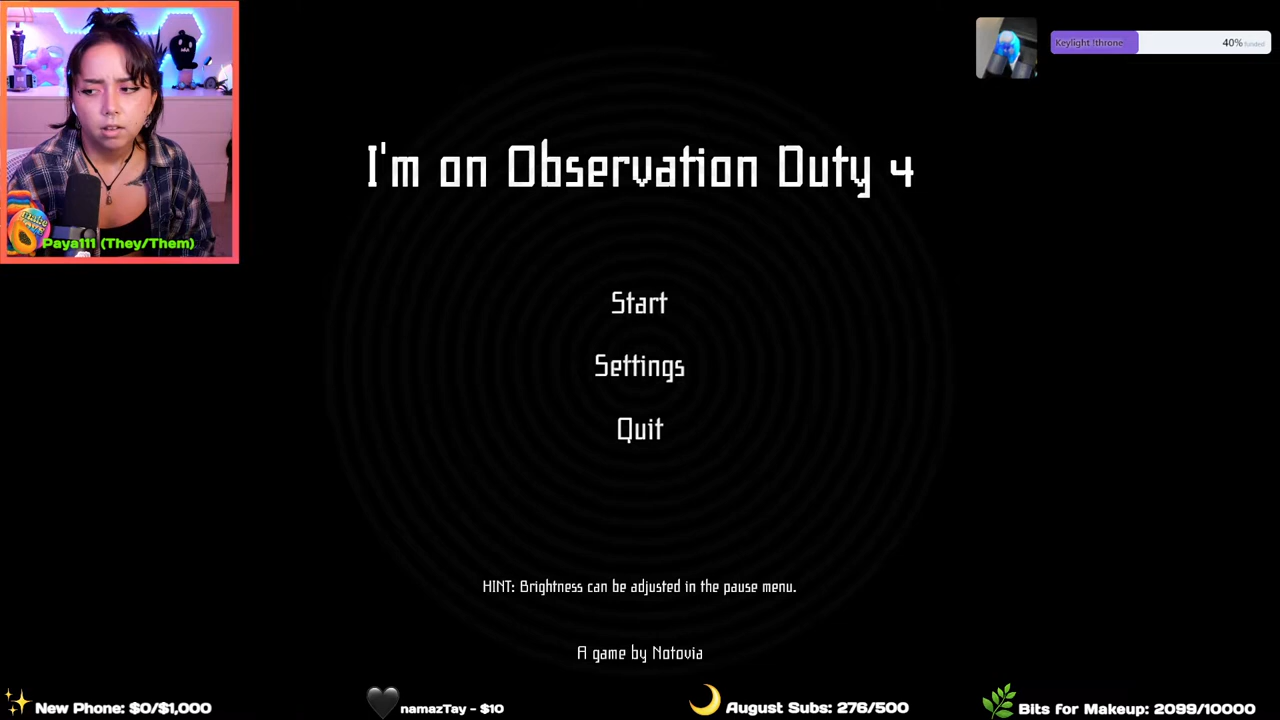 Keylight !throne
40% funded
I'm on Observation Duty 4
Paya111 (They/Them)
Start
Settings
Quit
HINT: Brightness can be adjusted in the pause menu.
A game by Notovia
New Phone: $0/$1,000
namazTay - $10
August Subs: 276/500
Bits for Makeup: 2099/10000